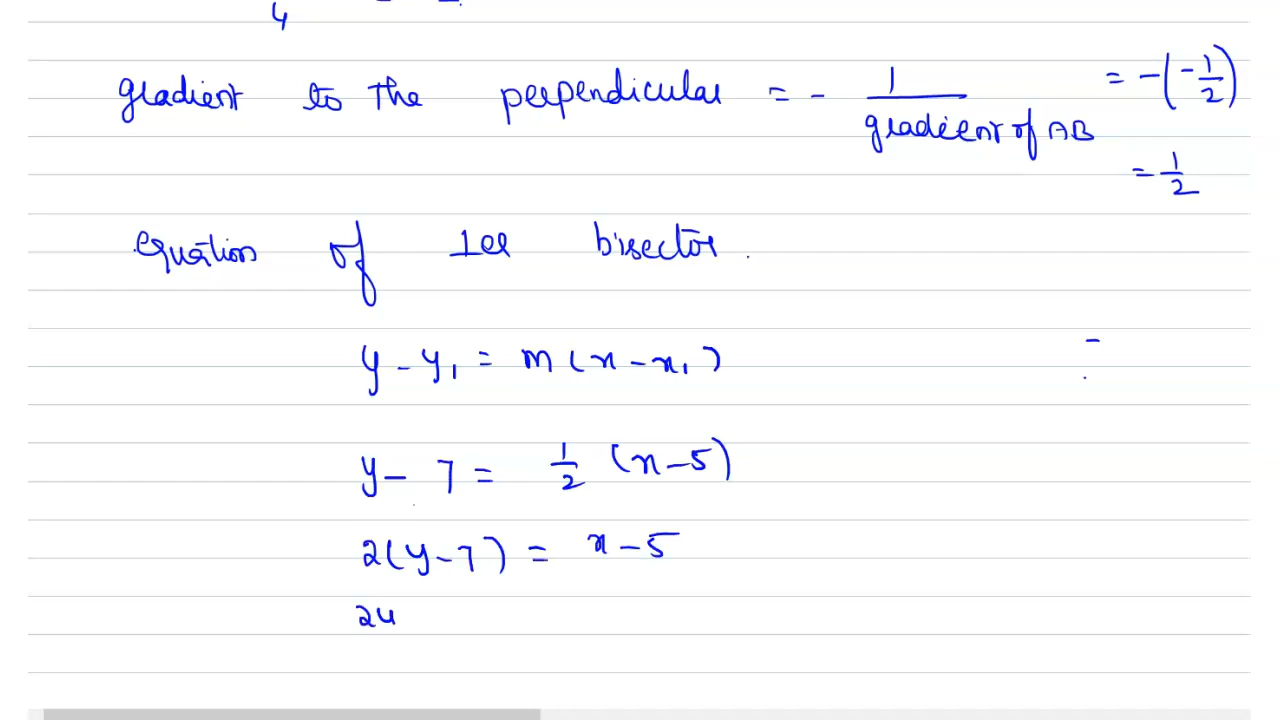 4
gradient to the perpendicular = - 1/gradient of AB = -(-1/2)
= 1/2
equation of ⊥er bisector.
y - y₁ = m(x - x₁)
y - 7 = 1/2 (x - 5)
2(y - 7) = x - 5
2y